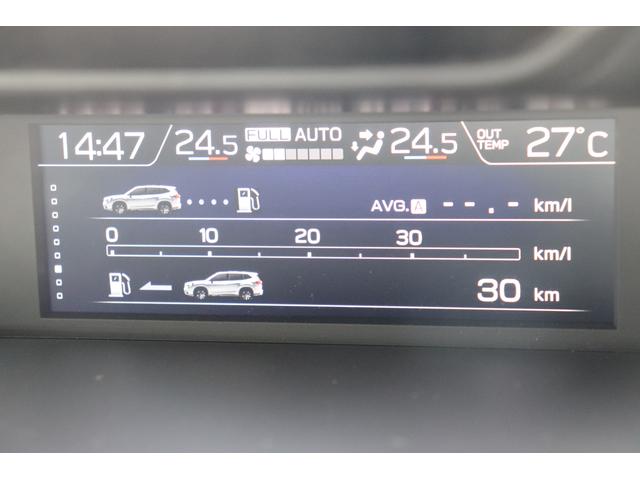 14:47 24.5 FULL AUTO 24.5 OUT TEMP 27°C
AVG. A --.- km/l
0 10 20 30
km/l
30 km